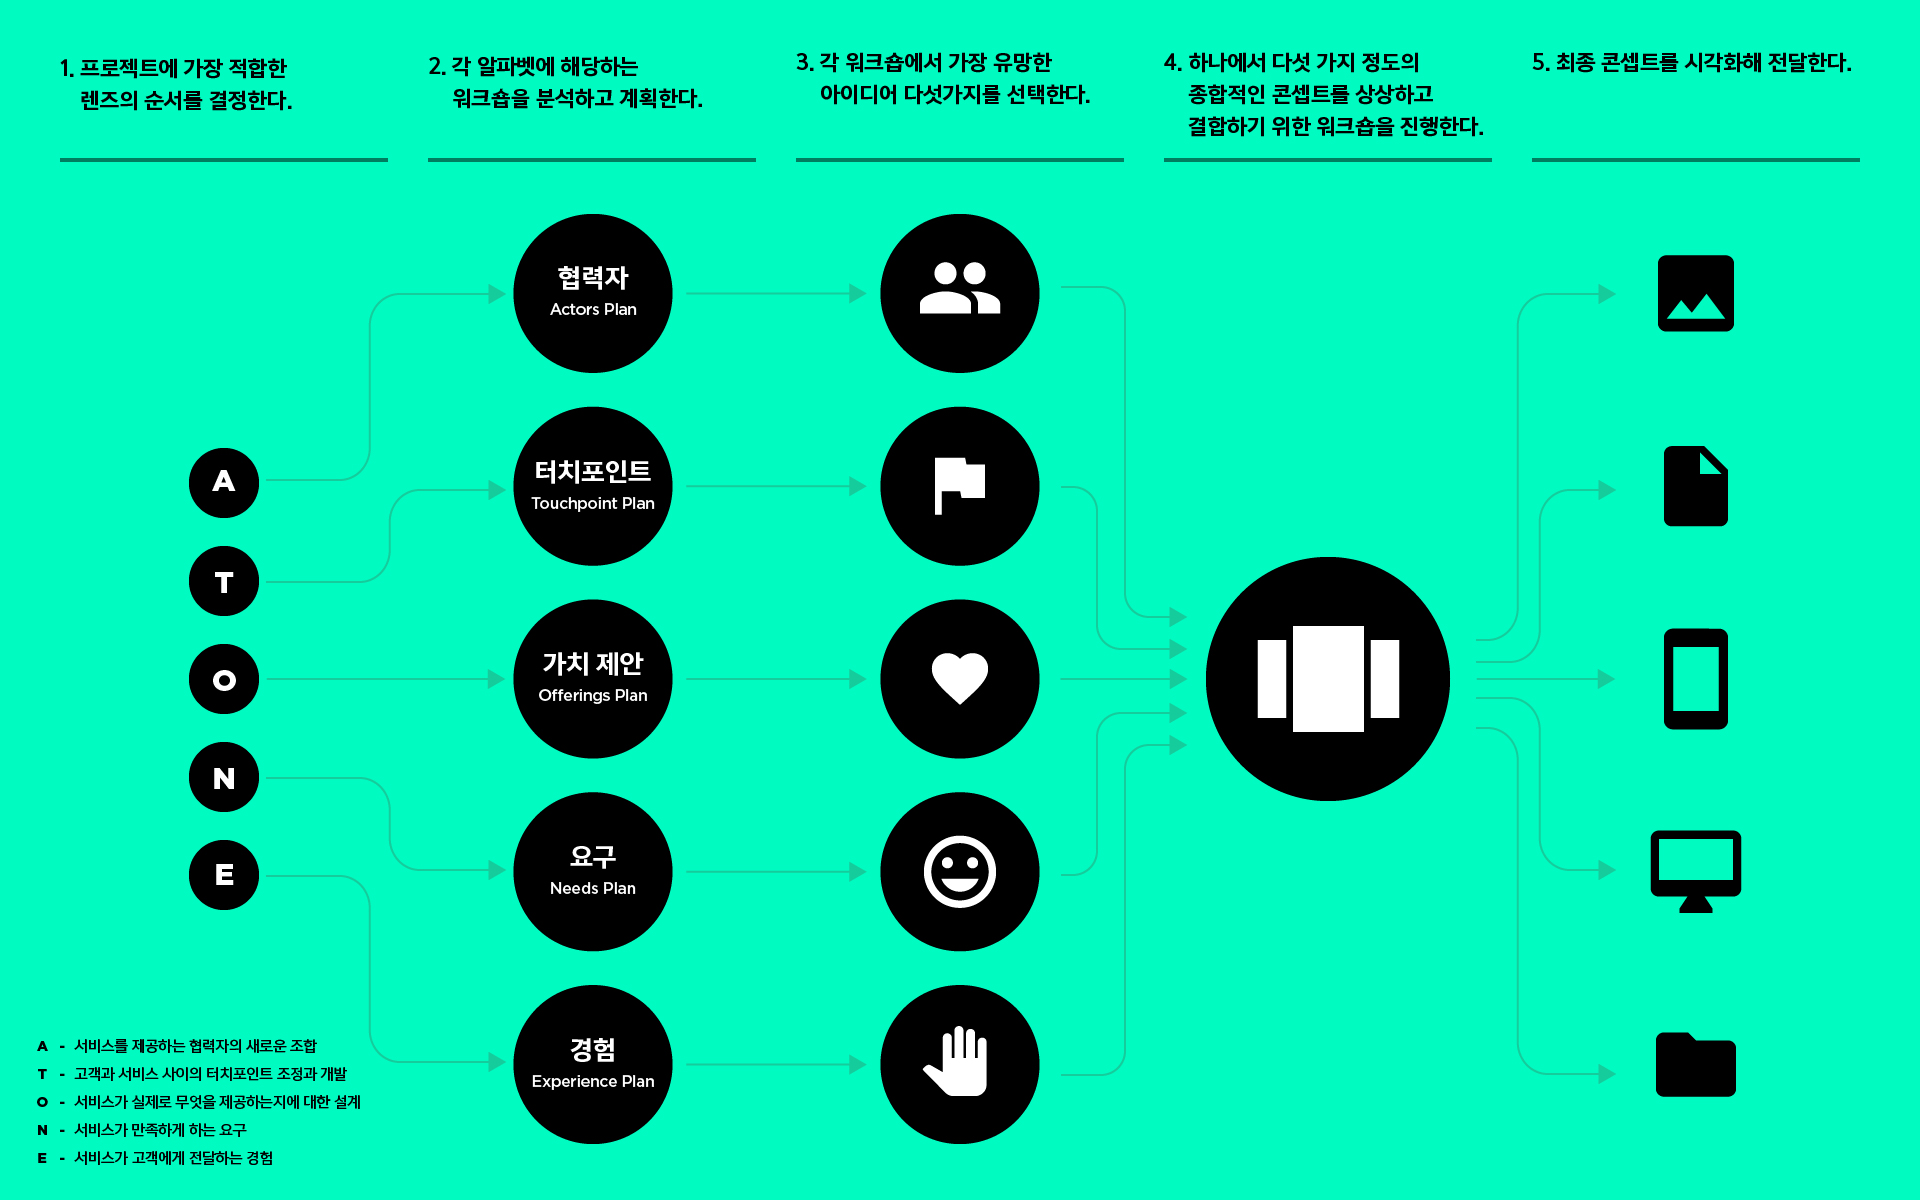 1. 프로젝트에 가장 적합한
렌즈의 순서를 결정한다.
2. 각 알파벳에 해당하는
워크숍을 분석하고 계획한다.
3. 각 워크숍에서 가장 유망한
아이디어 다섯가지를 선택한다.
4. 하나에서 다섯 가지 정도의
종합적인 콘셉트를 상상하고
결합하기 위한 워크숍을 진행한다.
5. 최종 콘셉트를 시각화해 전달한다.
A
T
O
N
E
협력자
Actors Plan
터치포인트
Touchpoint Plan
가치 제안
Offerings Plan
요구
Needs Plan
경험
Experience Plan
A - 서비스를 제공하는 협력자의 새로운 조합
T - 고객과 서비스 사이의 터치포인트 조정과 개발
O - 서비스가 실제로 무엇을 제공하는지에 대한 설계
N - 서비스가 만족하게 하는 요구
E - 서비스가 고객에게 전달하는 경험